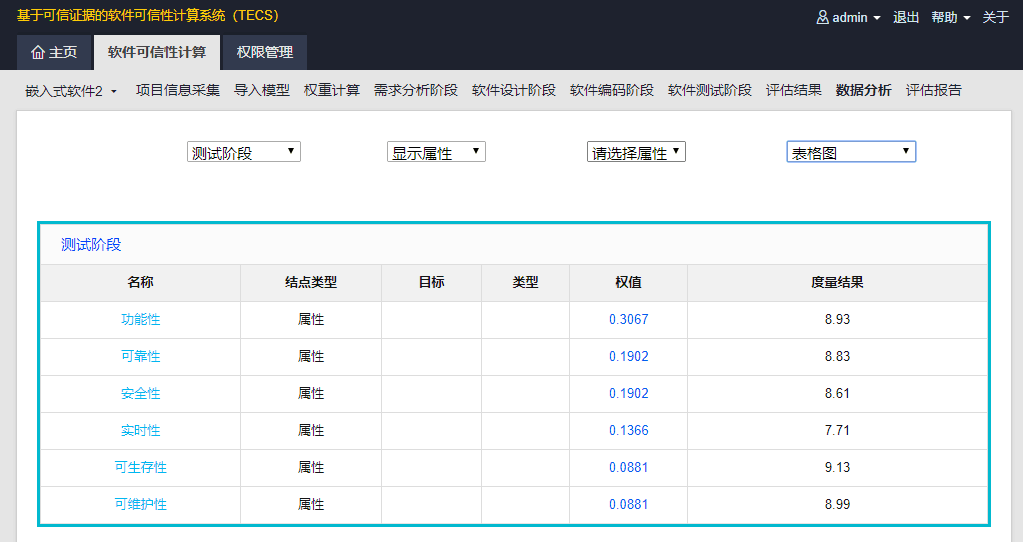 基于可信证据的软件可信性计算系统（TECS）
admin 退出 帮助 关于
主页 软件可信性计算 权限管理
嵌入式软件2 项目信息采集 导入模型 权重计算 需求分析阶段 软件设计阶段 软件编码阶段 软件测试阶段 评估结果 数据分析 评估报告
测试阶段 显示属性 请选择属性 表格图
测试阶段
名称 结点类型 目标 类型 权值 度量结果
功能性 属性 0.3067 8.93
可靠性 属性 0.1902 8.83
安全性 属性 0.1902 8.61
实时性 属性 0.1366 7.71
可生存性 属性 0.0881 9.13
可维护性 属性 0.0881 8.99